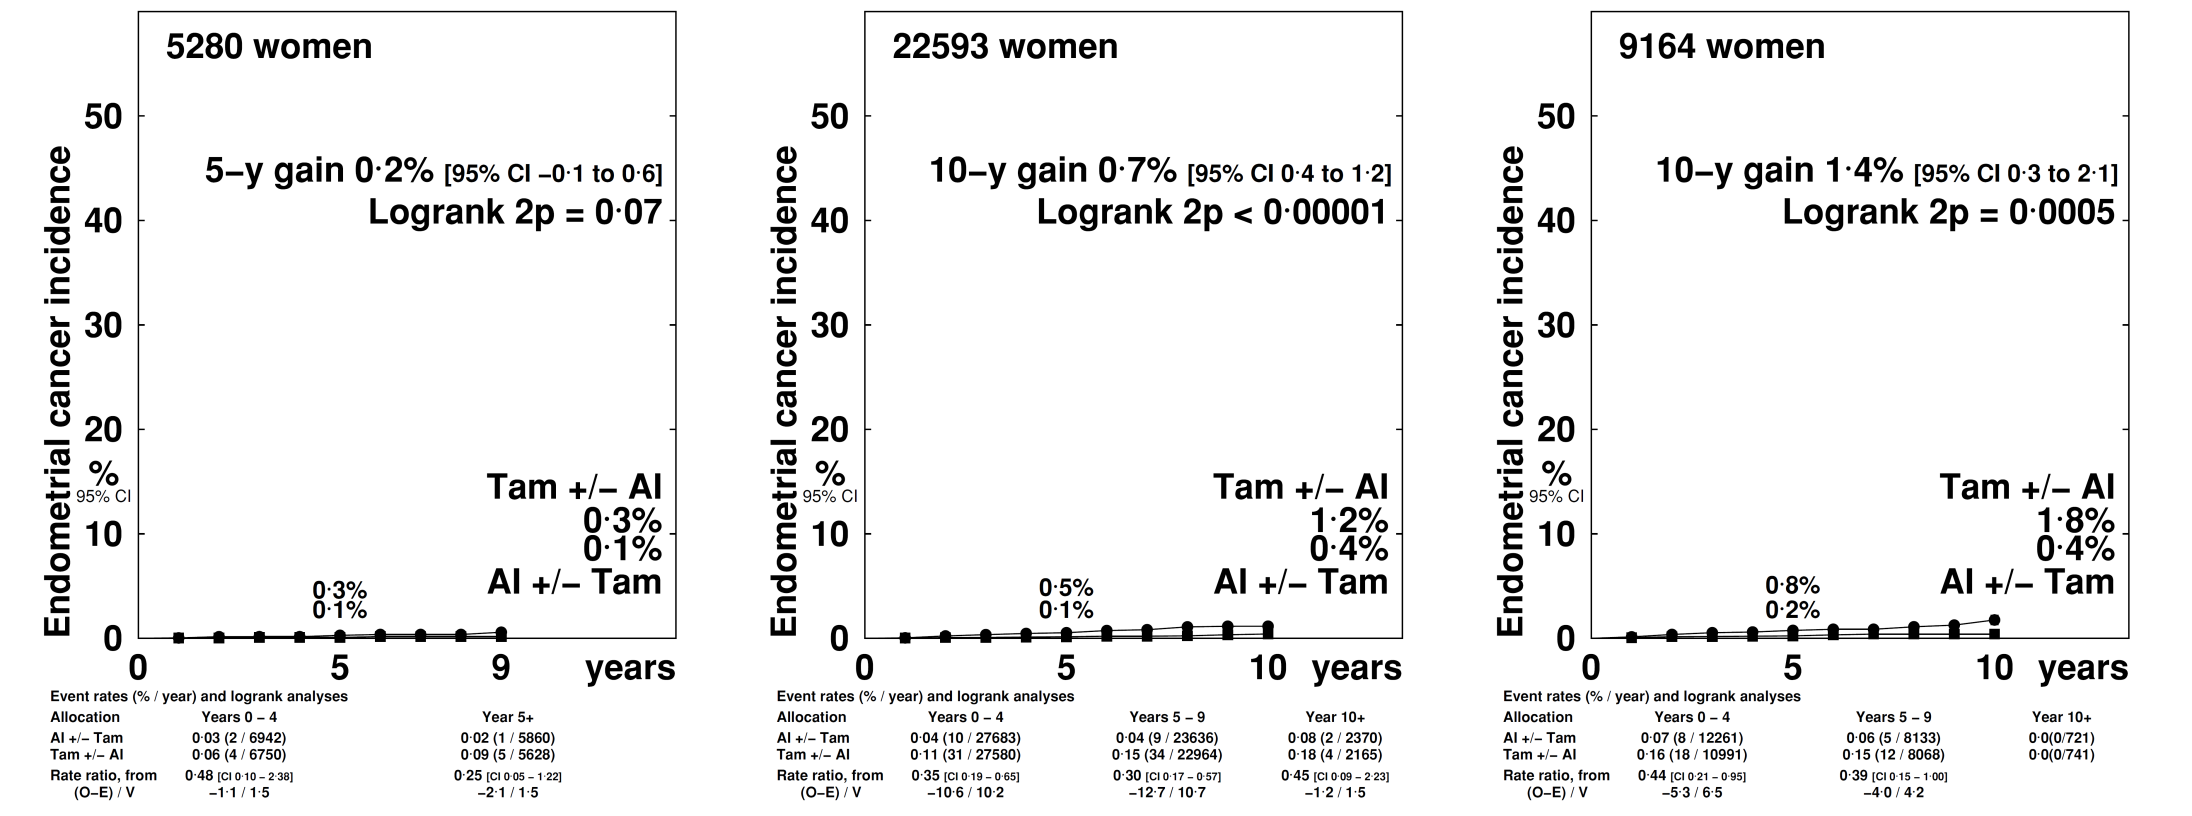 5280 women
50
40
30
20
10
0
Endometrial cancer incidence
%
95% CI
5−y gain 0·2% [95% CI −0·1 to 0·6]
Logrank 2p = 0·07
Tam +/− AI
0·3%
0·1%
AI +/− Tam
0·3%
0·1%
0 5 9 years
Event rates (% / year) and logrank analyses
Allocation Years 0 − 4 Year 5+
AI +/− Tam 0·03 (2 / 6942) 0·02 (1 / 5860)
Tam +/− AI 0·06 (4 / 6750) 0·09 (5 / 5628)
Rate ratio, from 0·48 [CI 0·10 − 2·38] 0·25 [CI 0·05 − 1·22]
(O−E) / V −1·1 / 1·5 −2·1 / 1·5
22593 women
50
40
30
20
10
0
Endometrial cancer incidence
%
95% CI
10−y gain 0·7% [95% CI 0·4 to 1·2]
Logrank 2p < 0·00001
Tam +/− AI
1·2%
0·4%
AI +/− Tam
0·5%
0·1%
0 5 10 years
Event rates (% / year) and logrank analyses
Allocation Years 0 − 4 Years 5 − 9 Year 10+
AI +/− Tam 0·04 (10 / 27683) 0·04 (9 / 23636) 0·08 (2 / 2370)
Tam +/− AI 0·11 (31 / 27580) 0·15 (34 / 22964) 0·18 (4 / 2165)
Rate ratio, from 0·35 [CI 0·19 − 0·65] 0·30 [CI 0·17 − 0·57] 0·45 [CI 0·09 − 2·23]
(O−E) / V −10·6 / 10·2 −12·7 / 10·7 −1·2 / 1·5
9164 women
50
40
30
20
10
0
Endometrial cancer incidence
%
95% CI
10−y gain 1·4% [95% CI 0·3 to 2·1]
Logrank 2p = 0·0005
Tam +/− AI
1·8%
0·4%
AI +/− Tam
0·8%
0·2%
0 5 10 years
Event rates (% / year) and logrank analyses
Allocation Years 0 − 4 Years 5 − 9 Year 10+
AI +/− Tam 0·07 (8 / 12261) 0·06 (5 / 8133) 0·0(0/721)
Tam +/− AI 0·16 (18 / 10991) 0·15 (12 / 8068) 0·0(0/741)
Rate ratio, from 0·44 [CI 0·21 − 0·95] 0·39 [CI 0·15 − 1·00]
(O−E) / V −5·3 / 6·5 −4·0 / 4·2